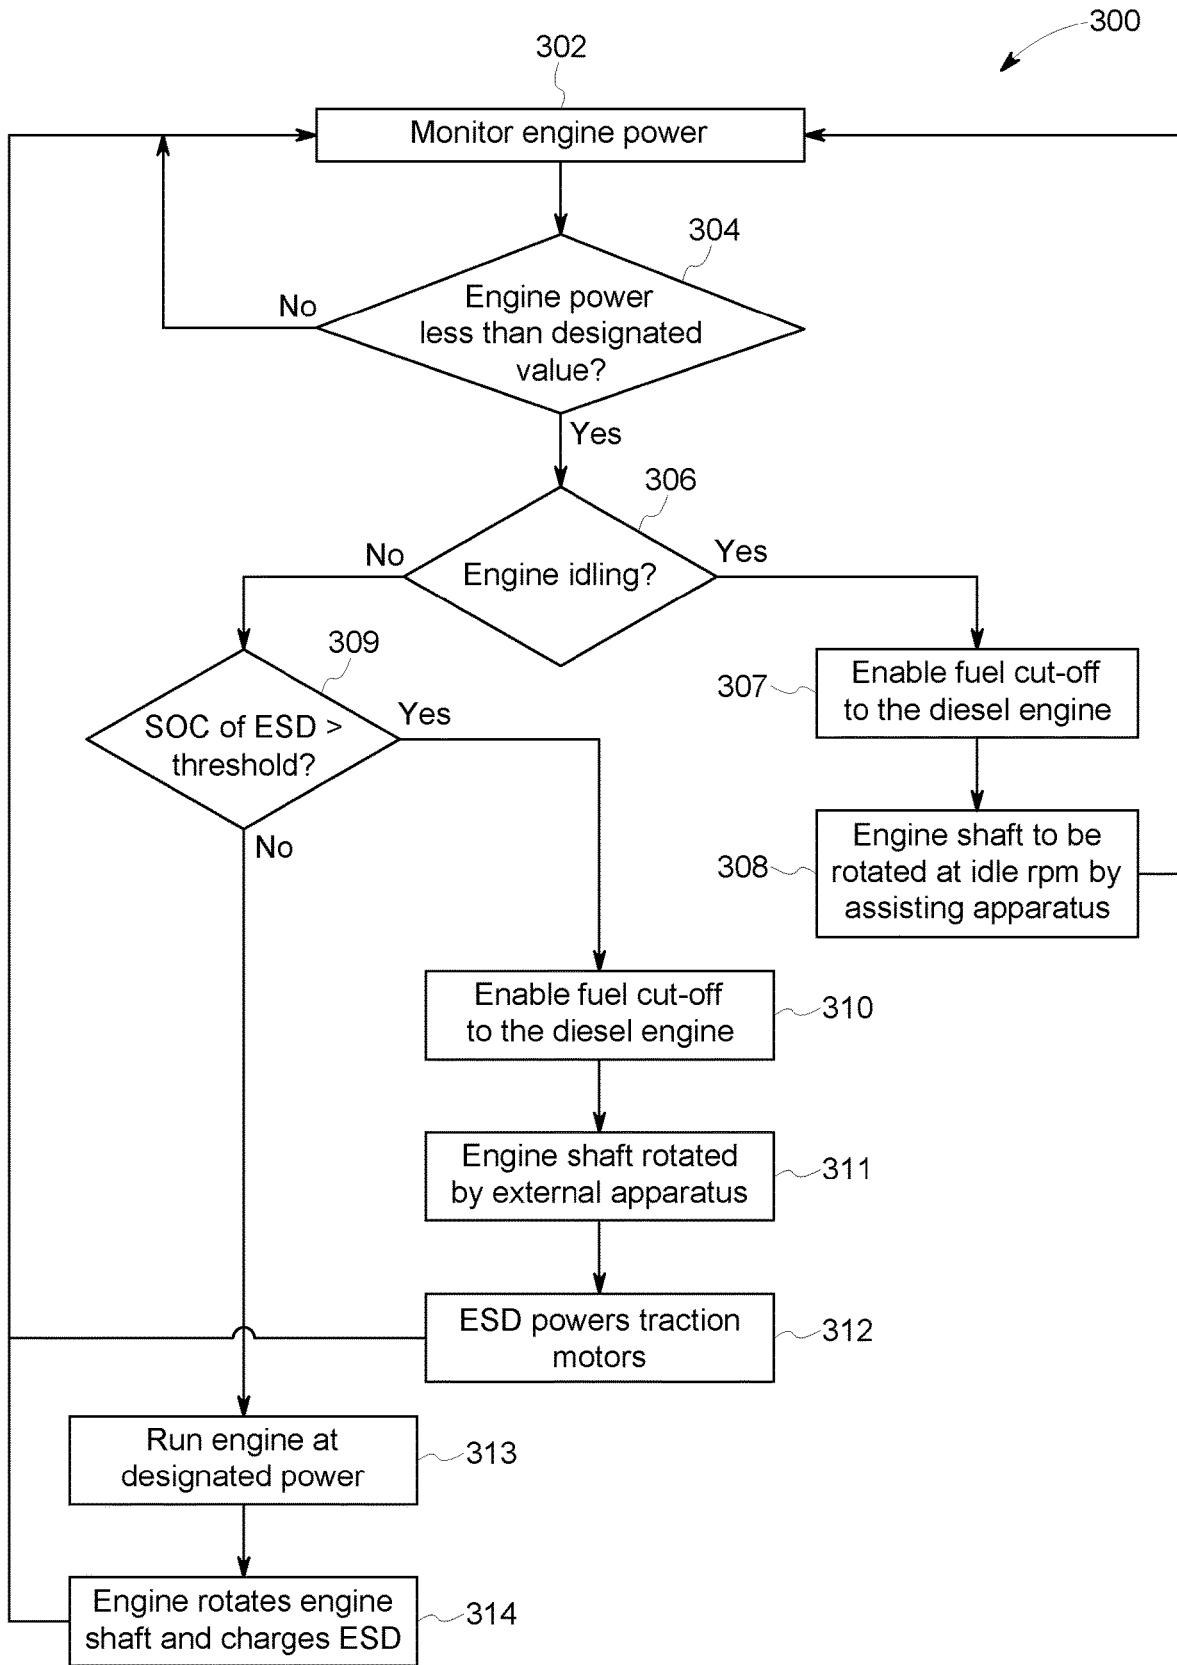 300
302
Monitor engine power
304
No
Engine power
less than designated
value?
Yes
306
No
Yes
Engine idling?
309
307
Enable fuel cut-off
to the diesel engine
SOC of ESD >
threshold?
Yes
No
308
Engine shaft to be
rotated at idle rpm by
assisting apparatus
Enable fuel cut-off
to the diesel engine
310
Engine shaft rotated
by external apparatus
311
ESD powers traction
motors
312
Run engine at
designated power
313
Engine rotates engine
shaft and charges ESD
314